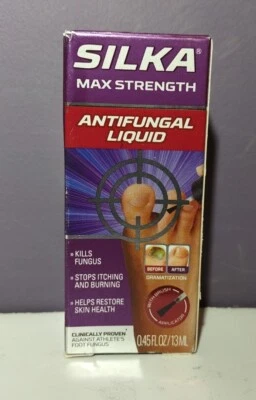 SILKA®
MAX STRENGTH
ANTIFUNGAL
LIQUID
• KILLS
FUNGUS
• STOPS ITCHING
AND BURNING
• HELPS RESTORE
SKIN HEALTH
BEFORE AFTER
DRAMATIZATION
APPLICATOR
CLINICALLY PROVEN
AGAINST ATHLETE'S
FOOT FUNGUS
0.45 FL OZ/13 ML